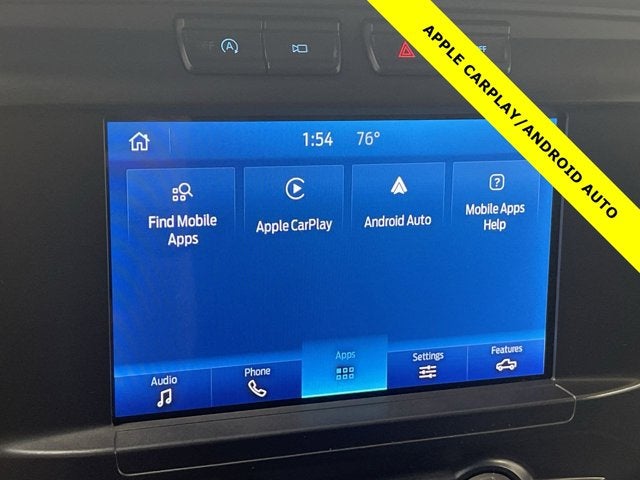 APPLE CARPLAY/ANDROID AUTO
OFF
1:54 76°
Find Mobile
Apps
Apple CarPlay
Android Auto
Mobile Apps
Help
Audio
Phone
Apps
Settings
Features